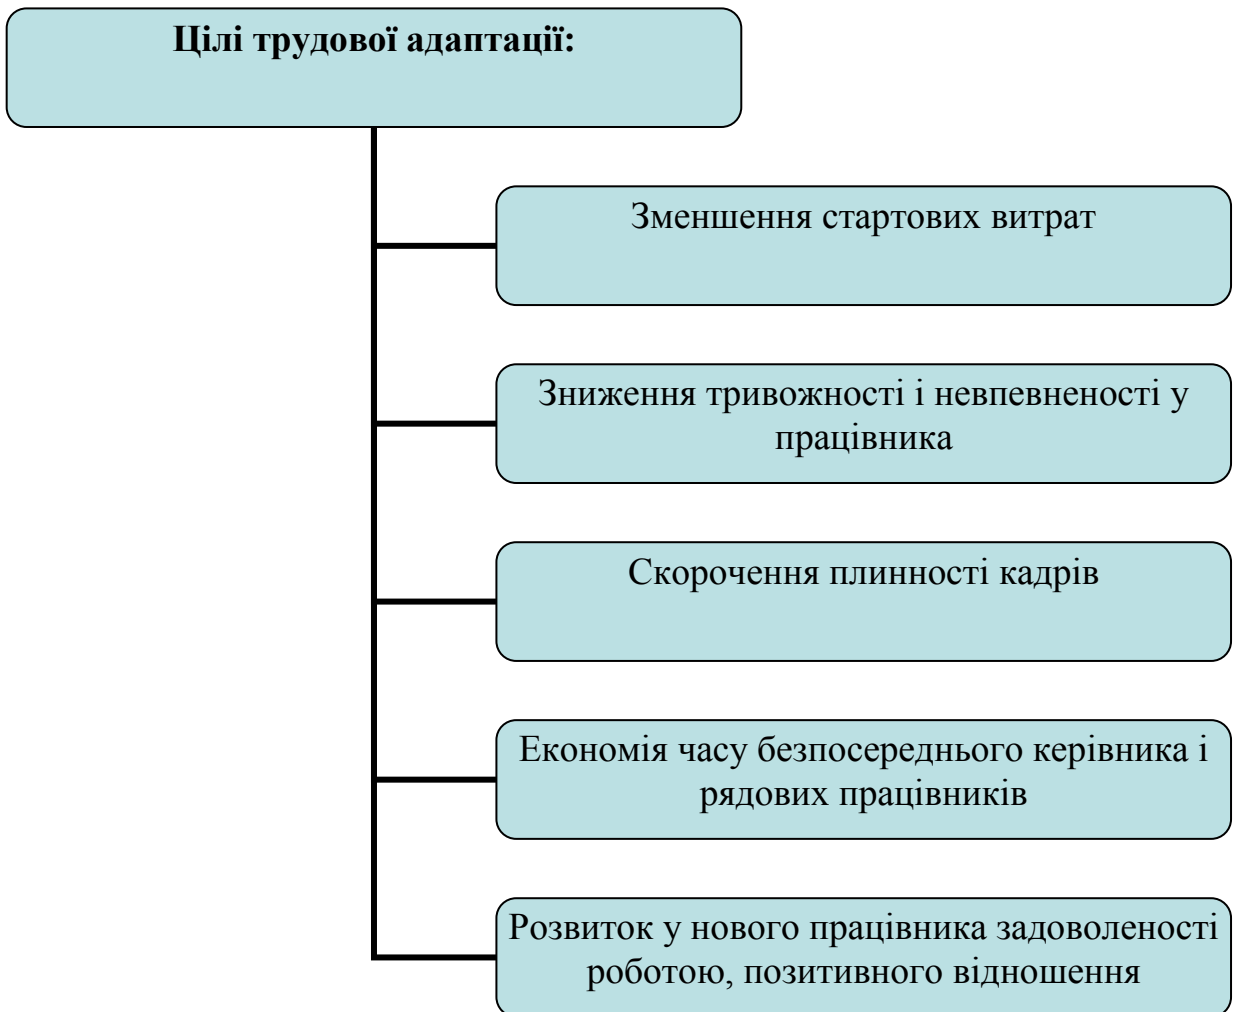 Цілі трудової адаптації:
Зменшення стартових витрат
Зниження тривожності і невпевненості у
працівника
Скорочення плинності кадрів
Економія часу безпосереднього керівника і
рядових працівників
Розвиток у нового працівника задоволеності
роботою, позитивного відношення